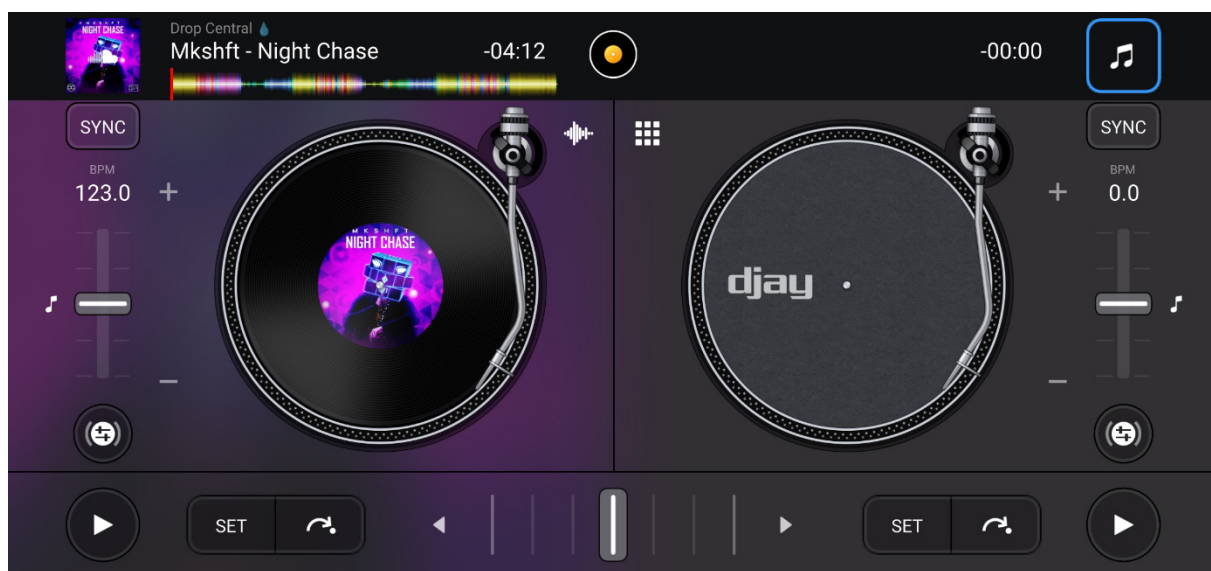 MKSHFT
NIGHT CHASE
Drop Central
Mkshft - Night Chase
-04:12
-00:00
SYNC
SYNC
BPM
123.0
BPM
0.0
MKSHFT
NIGHT CHASE
djay
SET
SET